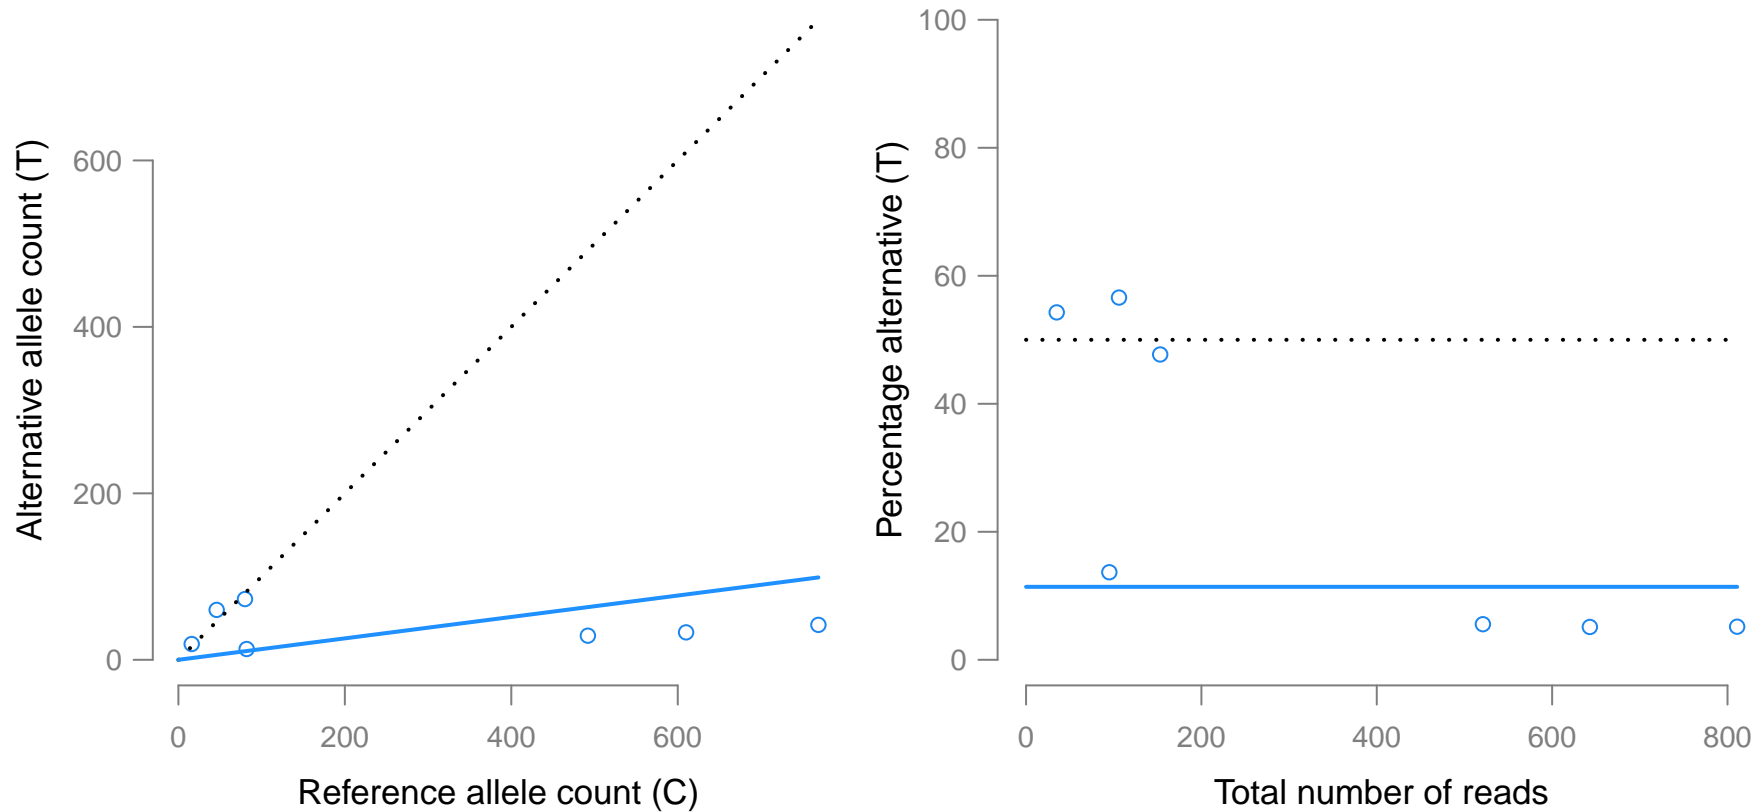 Alternative allele count (T)
600
400
200
0
0 200 400 600
Reference allele count (C)
Percentage alternative (T)
100
80
60
40
20
0
0 200 400 600 800
Total number of reads